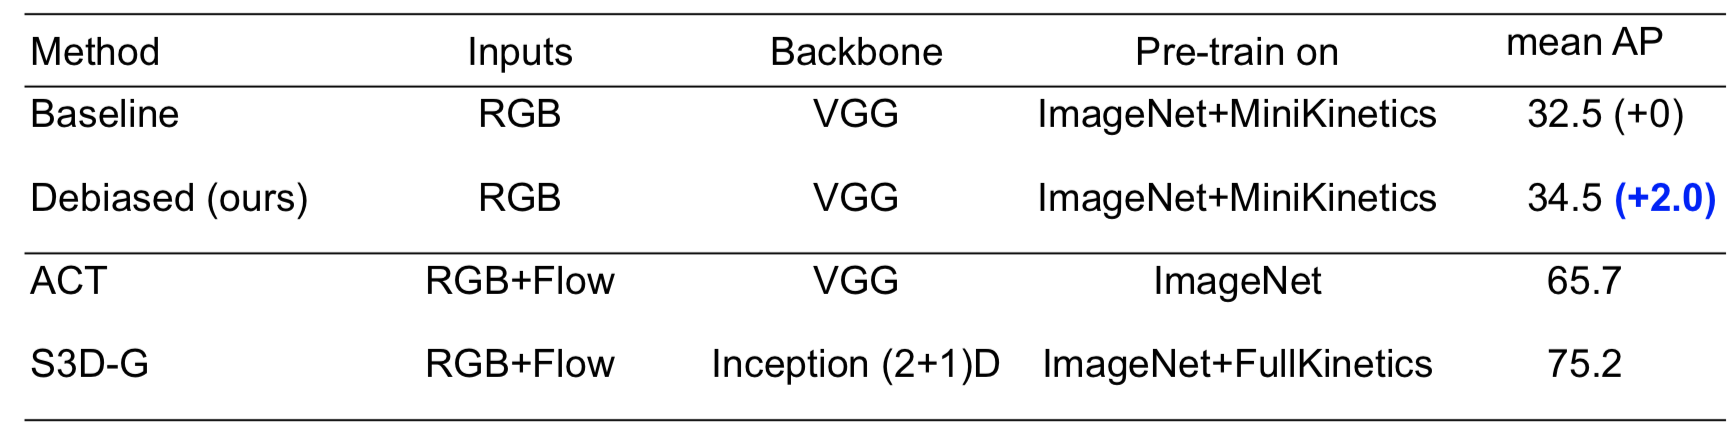 Method Inputs Backbone Pre-train on mean AP
Baseline RGB VGG ImageNet+MiniKinetics 32.5 (+0)
Debiased (ours) RGB VGG ImageNet+MiniKinetics 34.5 (+2.0)
ACT RGB+Flow VGG ImageNet 65.7
S3D-G RGB+Flow Inception (2+1)D ImageNet+FullKinetics 75.2